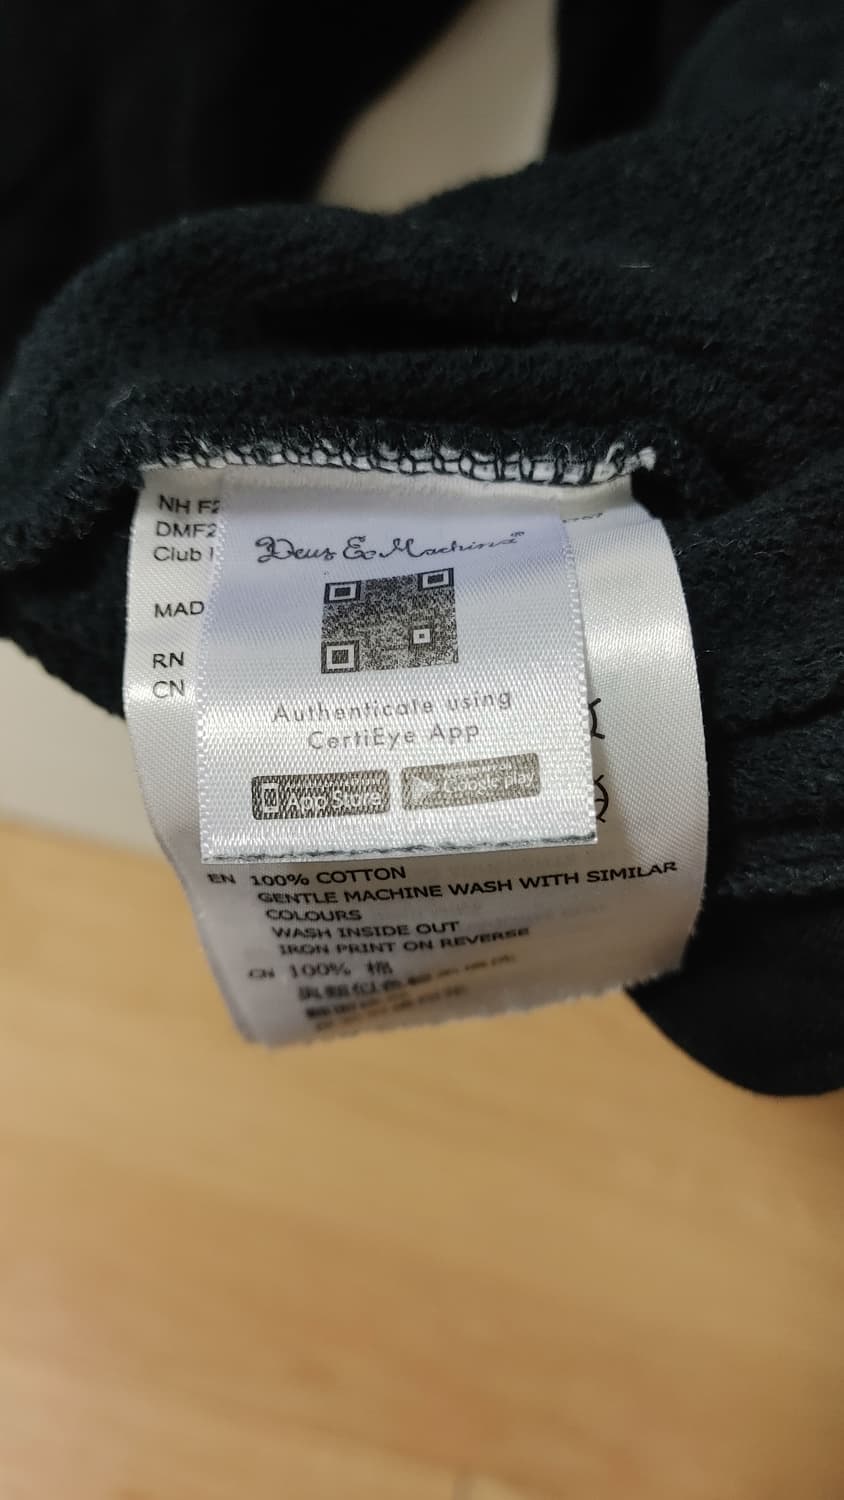 NH
DMF2
Club
MAD
RN
CN
Deus Ex Machina®
Authenticate using
CertiEye App
App Store
Google play
EN 100% COTTON
GENTLE MACHINE WASH WITH SIMILAR
COLOURS
WASH INSIDE OUT
IRON PRINT ON REVERSE
CN 100% 棉